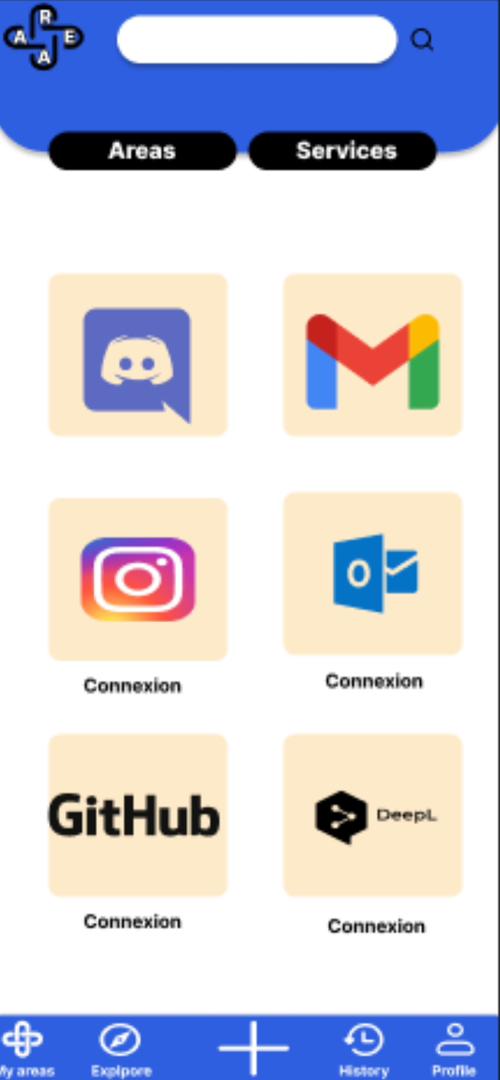 R
A E
A
Areas Services
Connexion
Connexion
GitHub
DeepL
Connexion
Connexion
My areas Explpore History Profile